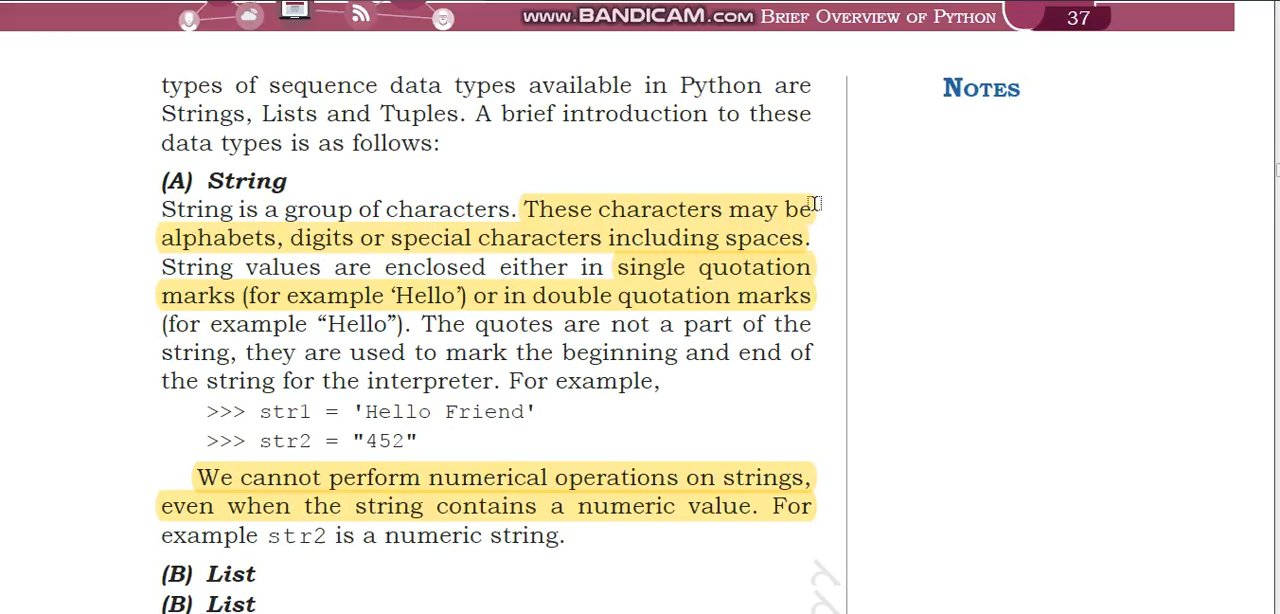 www.BANDICAM.com BRIEF OVERVIEW OF PYTHON 37
types of sequence data types available in Python are
Strings, Lists and Tuples. A brief introduction to these
data types is as follows:
NOTES
(A) String
String is a group of characters. These characters may be
alphabets, digits or special characters including spaces.
String values are enclosed either in single quotation
marks (for example ‘Hello’) or in double quotation marks
(for example “Hello”). The quotes are not a part of the
string, they are used to mark the beginning and end of
the string for the interpreter. For example,
>>> str1 = 'Hello Friend'
>>> str2 = "452"
We cannot perform numerical operations on strings,
even when the string contains a numeric value. For
example str2 is a numeric string.
(B) List
(B) List